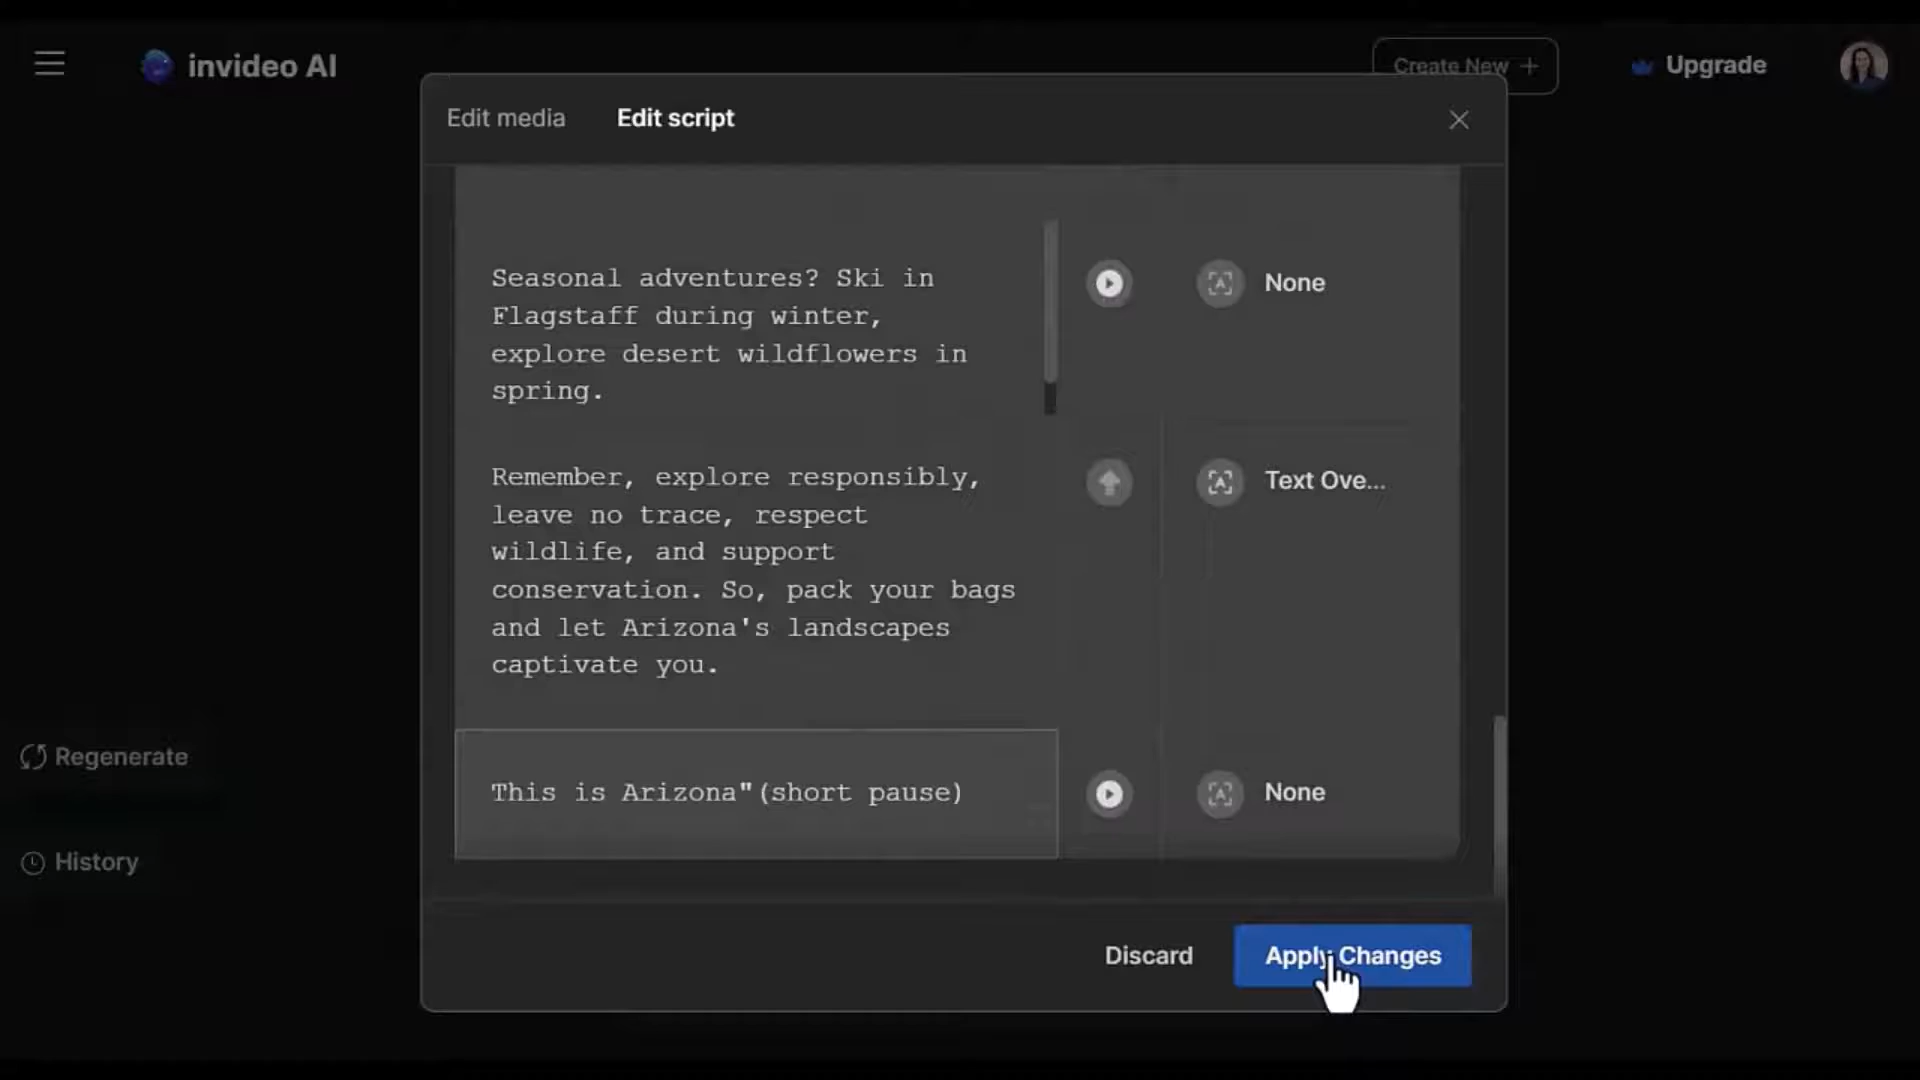 invideo AI
Create New +
Upgrade
Edit media
Edit script
Seasonal adventures? Ski in
Flagstaff during winter,
explore desert wildflowers in
spring.
None
Remember, explore responsibly,
leave no trace, respect
wildlife, and support
conservation. So, pack your bags
and let Arizona's landscapes
captivate you.
Text Ove...
This is Arizona"(short pause)
None
Regenerate
History
Discard
Apply Changes